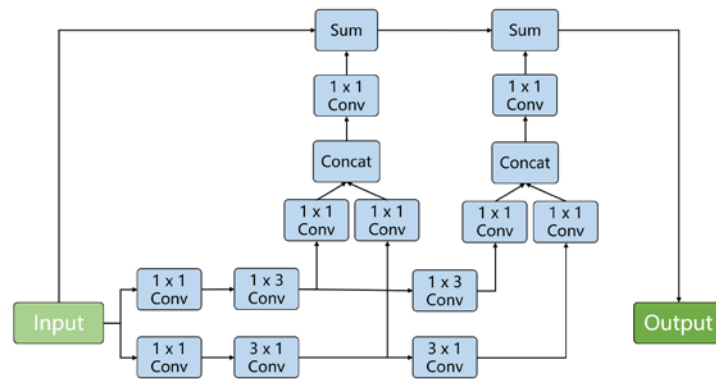 Sum
Sum
1 x 1
Conv
1 x 1
Conv
Concat
Concat
1 x 1
Conv
1 x 1
Conv
1 x 1
Conv
1 x 1
Conv
1 x 1
Conv
1 x 3
Conv
1 x 3
Conv
Input
Output
1 x 1
Conv
3 x 1
Conv
3 x 1
Conv